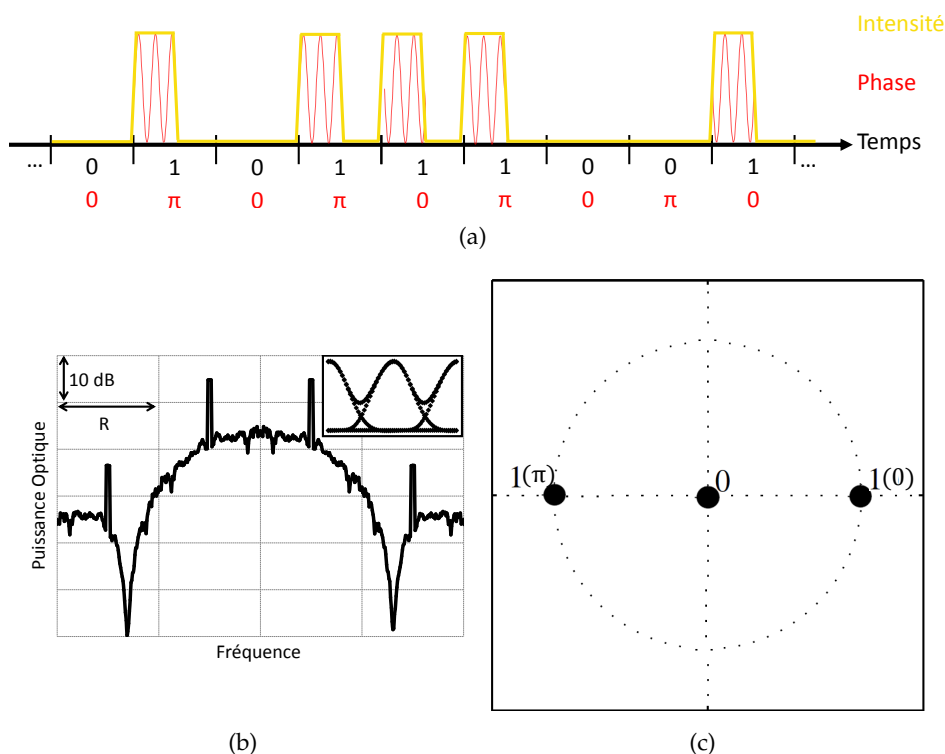 Intensité
Phase
Temps
... 0 1 0 1 1 1 0 0 1 ...
0 π 0 π 0 π 0 π 0
(a)
10 dB
R
Puissance Optique
Fréquence
1(π) 0 1(0)
(b) (c)